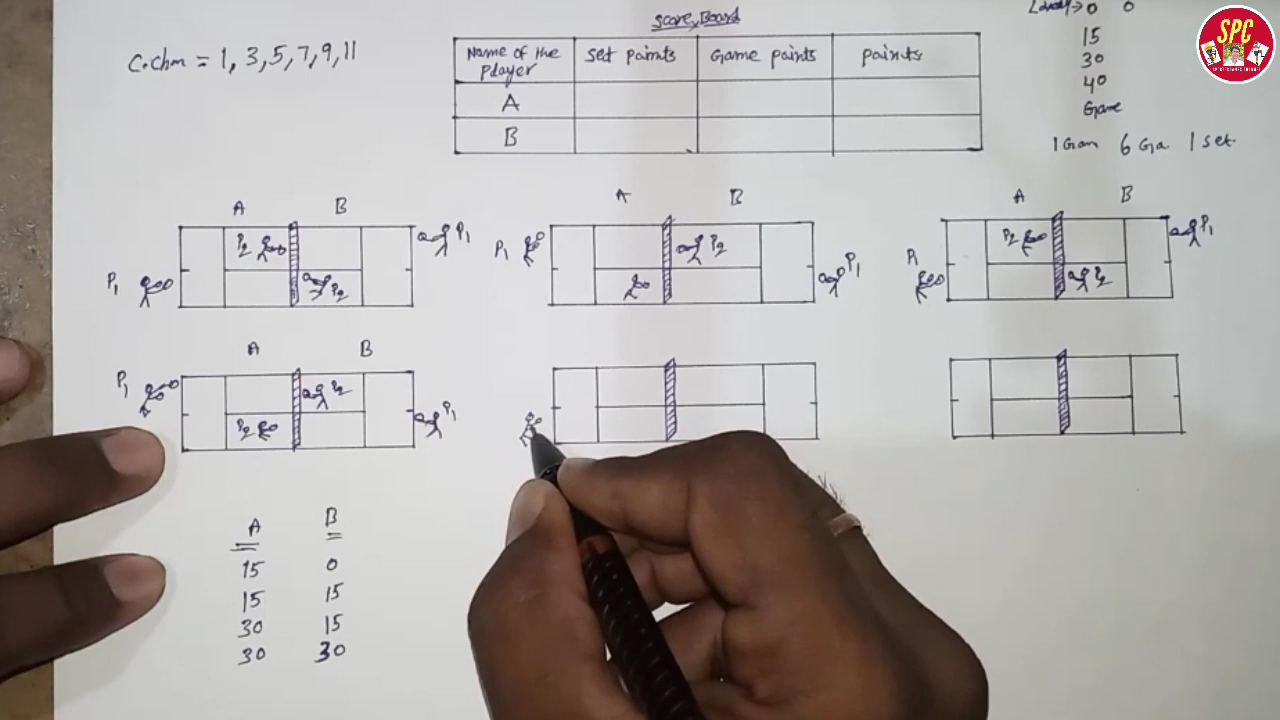 Score Board
0 0
15
30
40
Game
1 Gam 6 Ga 1 Set.
C.chm = 1, 3, 5, 7, 9, 11
Name of the player Set points Game points points
A
B
A B
P1 P2 P2 P1
A B
P1 P2 P1
A B
P1 P2 P2 P1
A B
P1 P2 P2 P1
A B
15 0
15 15
30 15
30 30
SPC